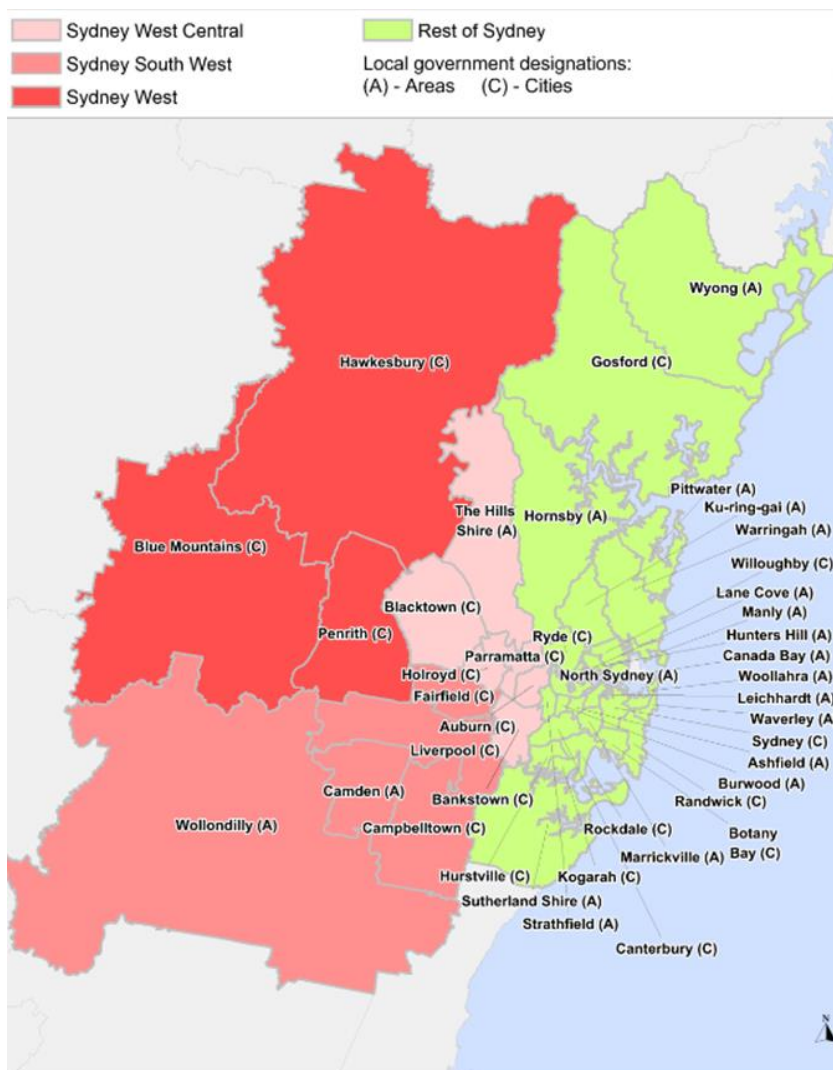 Sydney West Central
Sydney South West
Sydney West
Rest of Sydney
Local government designations:
(A) - Areas (C) - Cities
Wyong (A)
Hawkesbury (C)
Gosford (C)
Pittwater (A)
Ku-ring-gai (A)
The Hills
Shire (A)
Hornsby (A)
Warringah (A)
Blue Mountains (C)
Willoughby (C)
Lane Cove (A)
Blacktown (C)
Manly (A)
Penrith (C)
Ryde (C)
Hunters Hill (A)
Parramatta (C)
Canada Bay (A)
Holroyd (C)
North Sydney (A)
Woollahra (A)
Fairfield (C)
Leichhardt (A)
Waverley (A)
Auburn (C)
Sydney (C)
Liverpool (C)
Ashfield (A)
Camden (A)
Burwood (A)
Bankstown (C)
Randwick (C)
Wollondilly (A)
Campbelltown (C)
Rockdale (C)
Botany
Bay (C)
Marrickville (A)
Hurstville (C)
Kogarah (C)
Sutherland Shire (A)
Strathfield (A)
Canterbury (C)
N